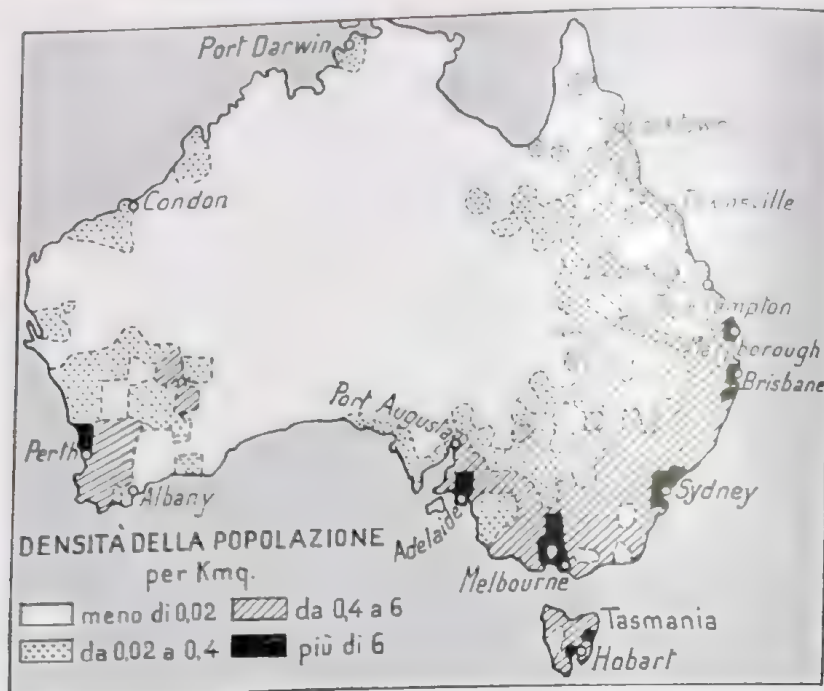 Port Darwin
Condon
Port Augusta
Brisbane
Perth
Albany
Adelaide
Sydney
Melbourne
DENSITÀ DELLA POPOLAZIONE
per Kmq.
meno di 0,02
da 0,4 a 6
da 0,02 a 0,4
più di 6
Tasmania
Hobart